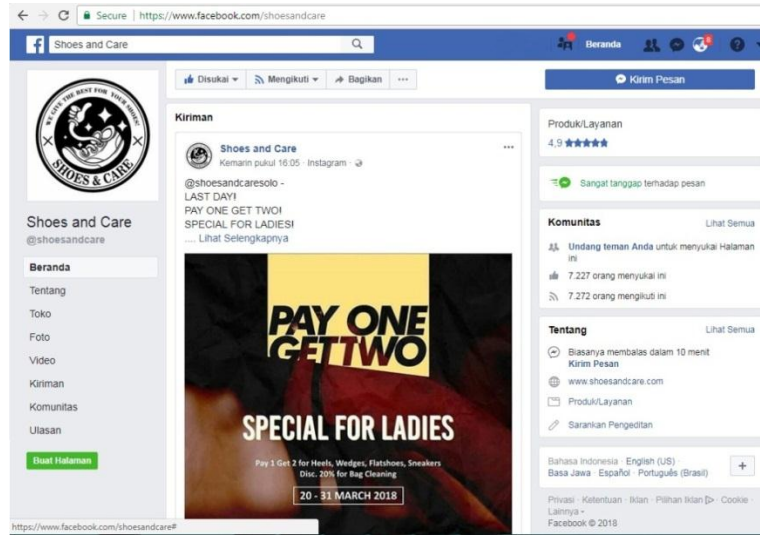 Secure https://www.facebook.com/shoesandcare
Shoes and Care
Beranda
8
WE GIVE THE BEST FOR YOUR SHOES!
SHOES & CARE
Shoes and Care
@shoesandcare
Beranda
Tentang
Toko
Foto
Video
Kiriman
Komunitas
Ulasan
Buat Halaman
https://www.facebook.com/shoesandcare#
Disukai Mengikuti Bagikan ...
Kiriman
Shoes and Care
Kemarin pukul 16:05 · Instagram ·
@shoesandcaresolo -
LAST DAY!
PAY ONE GET TWO!
SPECIAL FOR LADIES!
.... Lihat Selengkapnya
PAY ONE
GET TWO
SPECIAL FOR LADIES
Pay 1 Get 2 for Heels, Wedges, Flatshoes, Sneakers
Disc. 20% for Bag Cleaning
20 - 31 MARCH 2018
Kirim Pesan
Produk/Layanan
4,9 ★★★★★
Sangat tanggap terhadap pesan
Komunitas Lihat Semua
Undang teman Anda untuk menyukai Halaman
ini
7.227 orang menyukai ini
7.272 orang mengikuti ini
Tentang Lihat Semua
Biasanya membalas dalam 10 menit
Kirim Pesan
www.shoesandcare.com
Produk/Layanan
Sarankan Pengeditan
Bahasa Indonesia · English (US) ·
Basa Jawa · Español · Português (Brasil)
Privasi · Ketentuan · Iklan · Pilihan Iklan · Cookie ·
Lainnya
Facebook © 2018